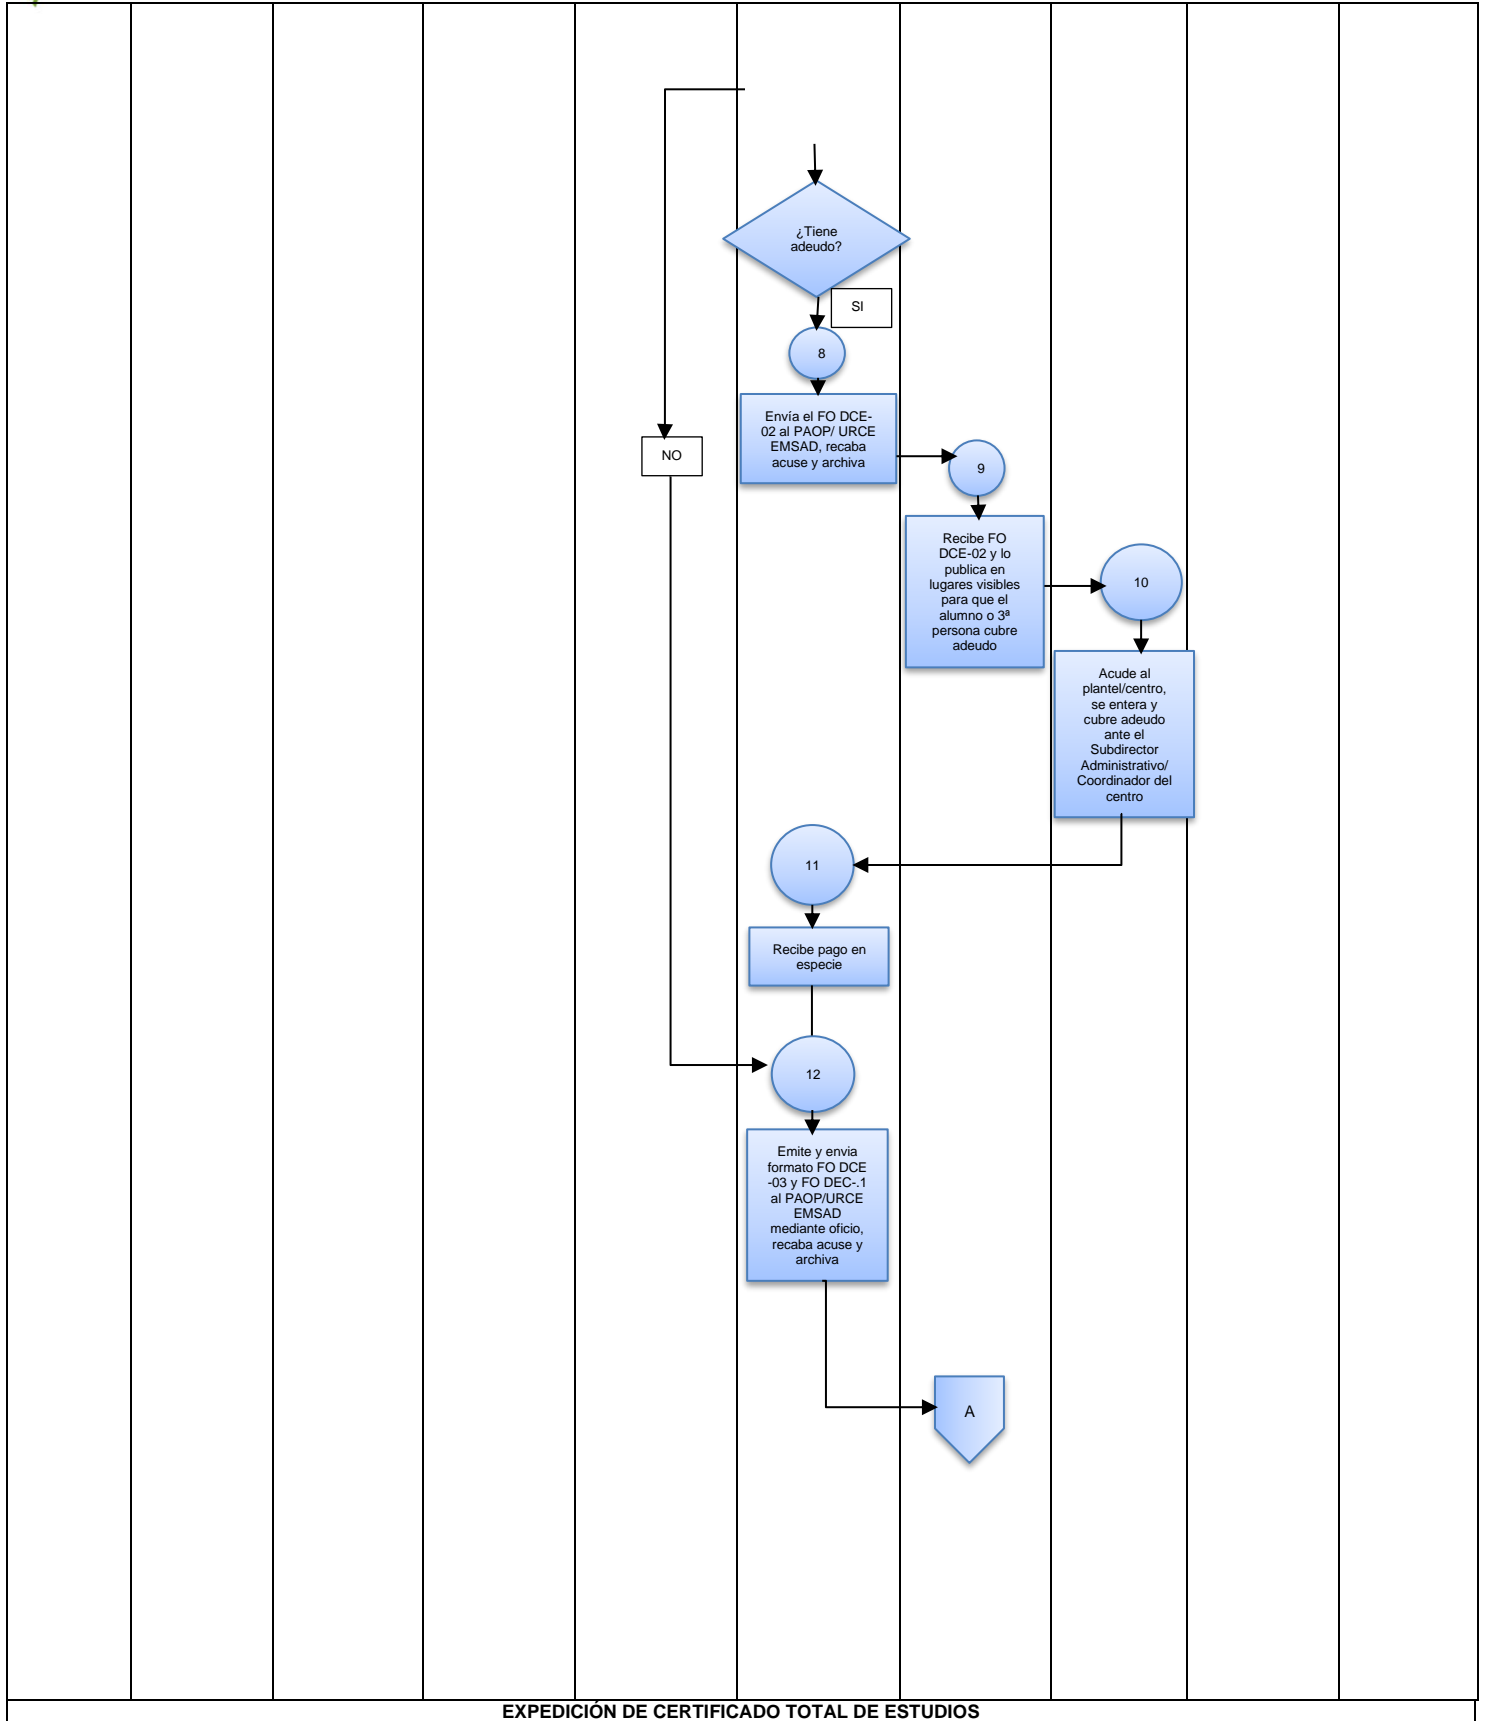 ¿Tiene
adeudo?
SI
8
Envía el FO DCE-
02 al PAOP/ URCE
EMSAD, recaba
acuse y archiva
NO
9
Recibe FO
DCE-02 y lo
publica en
lugares visibles
para que el
alumno o 3ª
persona cubre
adeudo
10
Acude al
plantel/centro,
se entera y
cubre adeudo
ante el
Subdirector
Administrativo/
Coordinador del
centro
11
Recibe pago en
especie
12
Emite y envia
formato FO DCE
-03 y FO DEC-.1
al PAOP/URCE
EMSAD
mediante oficio,
recaba acuse y
archiva
A
EXPEDICIÓN DE CERTIFICADO TOTAL DE ESTUDIOS